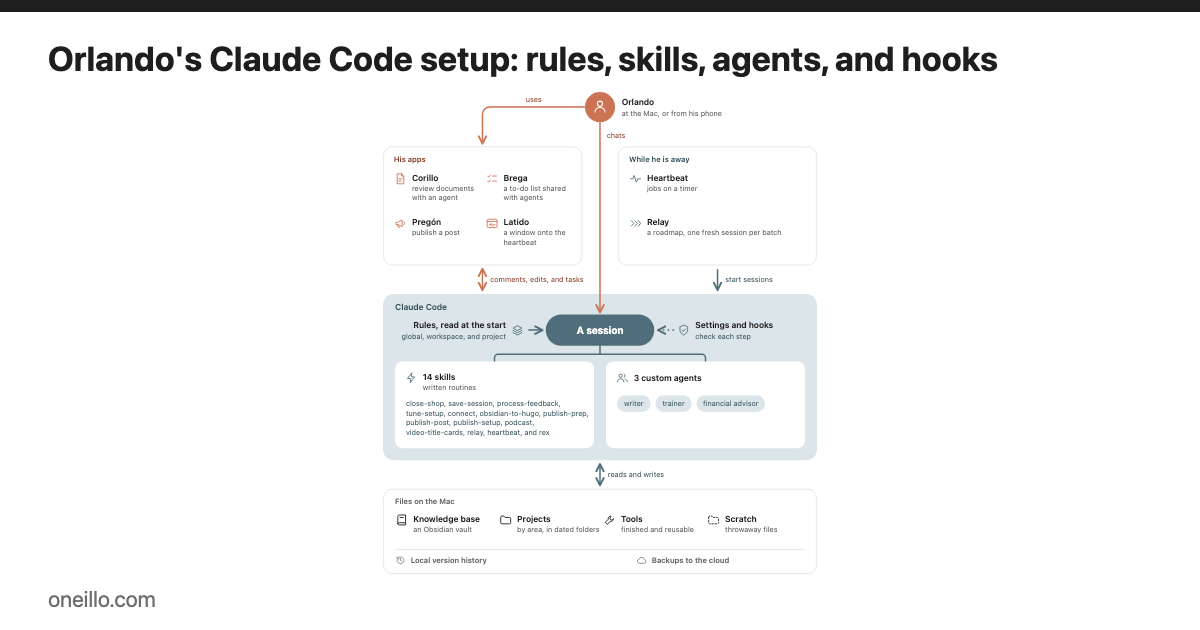 Orlando's Claude Code setup: rules, skills, agents, and hooks
uses
Orlando
at the Mac, or from his phone
chats
His apps
Corillo
review documents
with an agent
Brega
a to-do list shared
with agents
Pregón
publish a post
Latido
a window onto the
heartbeat
While he is away
Heartbeat
jobs on a timer
Relay
a roadmap, one fresh session per batch
comments, edits, and tasks
start sessions
Claude Code
Rules, read at the start
global, workspace, and project
A session
Settings and hooks
check each step
14 skills
written routines
close-shop, save-session, process-feedback,
tune-setup, connect, obsidian-to-hugo, publish-prep,
publish-post, publish-setup, podcast,
video-title-cards, relay, heartbeat, and rex
3 custom agents
writer
trainer
financial advisor
reads and writes
Files on the Mac
Knowledge base
an Obsidian vault
Projects
by area, in dated folders
Tools
finished and reusable
Scratch
throwaway files
Local version history
Backups to the cloud
oneillo.com